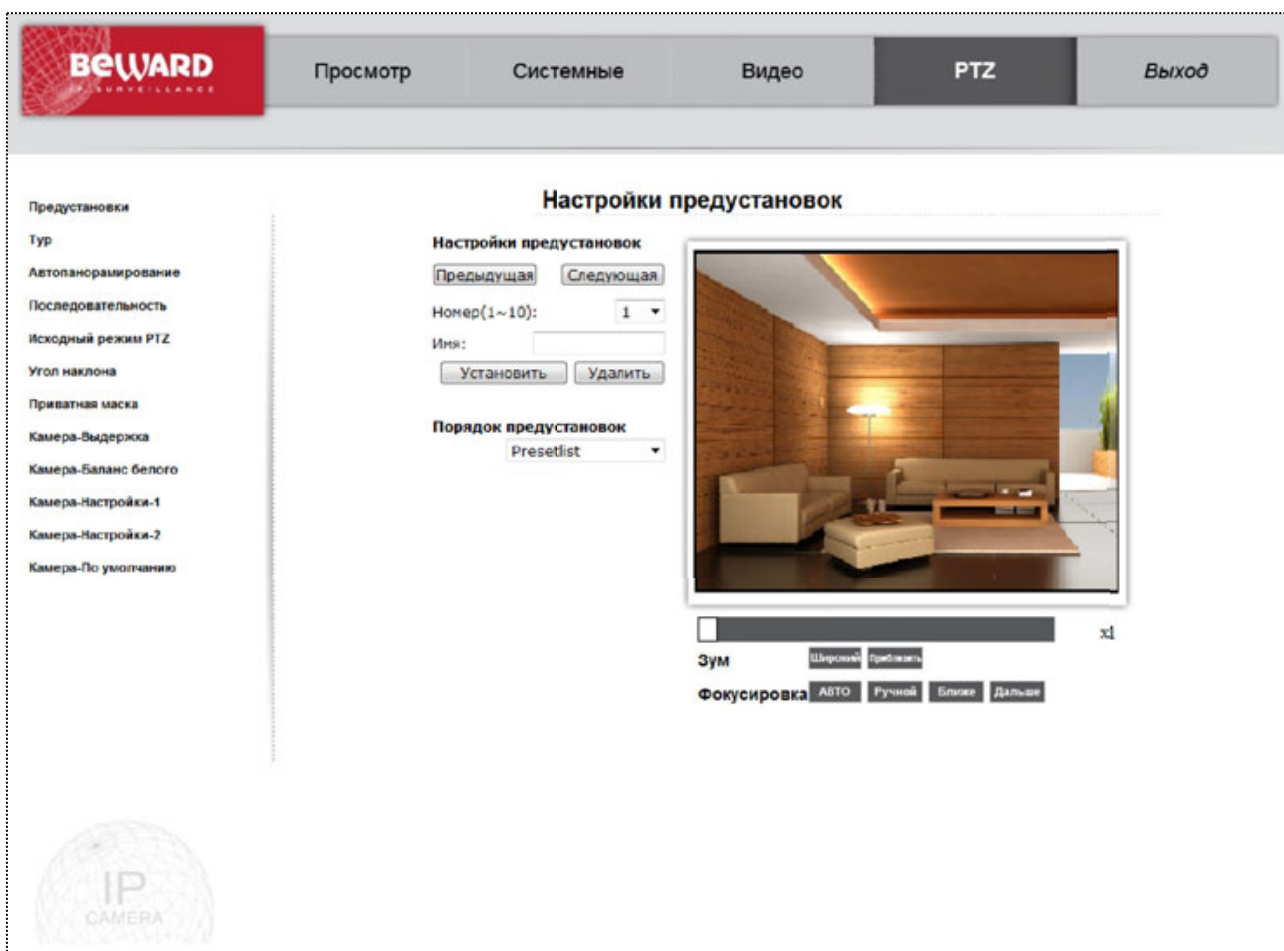 BEWARD
IP SURVEILLANCE
Просмотр
Системные
Видео
PTZ
Выход
Предустановки
Тур
Автопанорамирование
Последовательность
Исходный режим PTZ
Угол наклона
Приватная маска
Камера-Выдержка
Камера-Баланс белого
Камера-Настройки-1
Камера-Настройки-2
Камера-По умолчанию
Настройки предустановок
Настройки предустановок
Предыдущая Следующая
Номер(1~10): 1
Имя:
Установить Удалить
Порядок предустановок
Presetlist
x1
Зум Широкий Приблизить
Фокусировка АВТО Ручной Ближе Дальше
IP
CAMERA